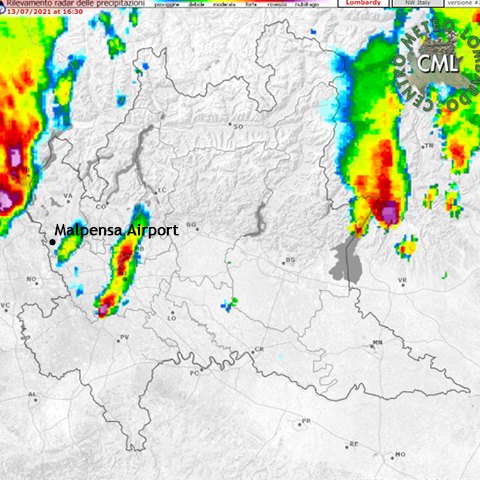 Rilevamento radar delle precipitazioni pioviggine debole moderata forte rovescio nubifragio Lombardy NW Italy versione
13/07/2021 at 16:30
CENTRO METEO LOMBARDO
CML
SO
TN
VA
CO
LC
Malpensa Airport
BG
MB
BS
NO
VR
VC
LO
PV
CR
MN
PC
AL
PR
RE
MO